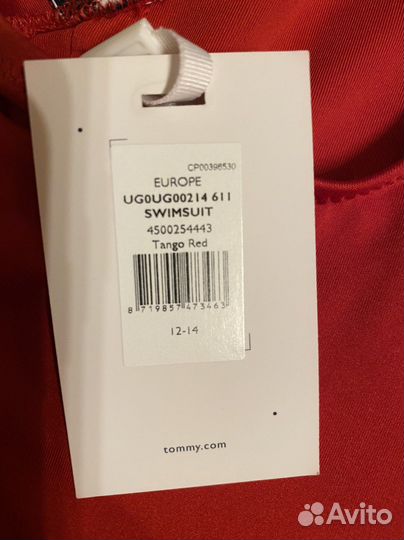 CP00398530
EUROPE
UG0UG00214 611
SWIMSUIT
4500254443
Tango Red
8 719857 473463
12-14
tommy.com
Avito